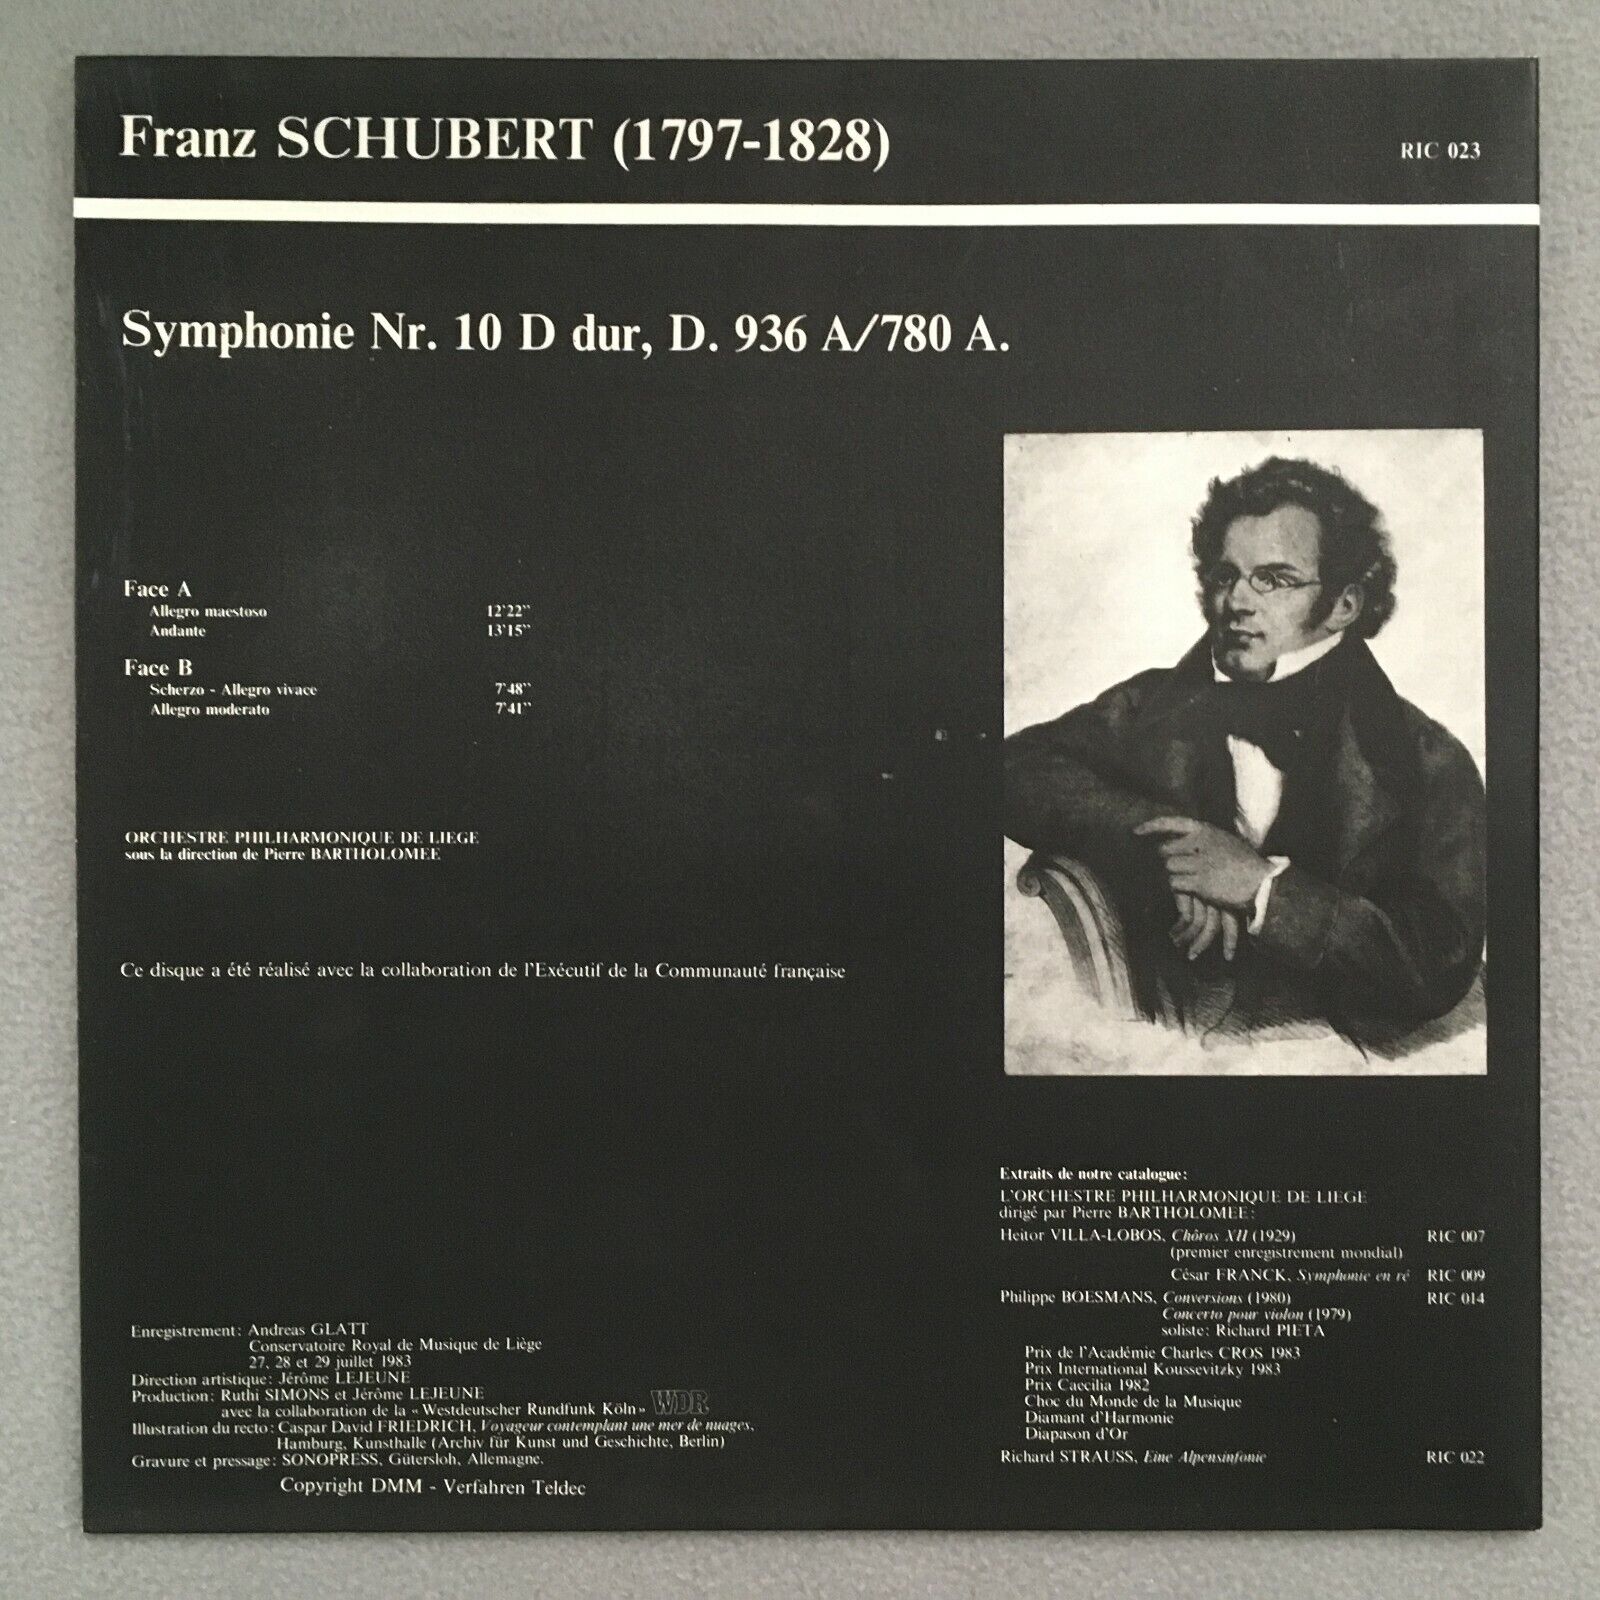 Franz SCHUBERT (1797-1828)
RIC 023
Symphonie Nr. 10 D dur, D. 936 A/780 A.
Face A
Allegro maestoso 12'22''
Andante 13'15''
Face B
Scherzo - Allegro vivace 7'48''
Allegro moderato 7'41''
ORCHESTRE PHILHARMONIQUE DE LIEGE
sous la direction de Pierre BARTHOLOMEE
Ce disque a été réalisé avec la collaboration de l'Exécutif de la Communauté française
Enregistrement: Andreas GLATT
Conservatoire Royal de Musique de Liège
27, 28 et 29 juillet 1983
Direction artistique: Jérôme LEJEUNE
Production: Ruthi SIMONS et Jérôme LEJEUNE
avec la collaboration de la «Westdeutscher Rundfunk Köln» WDR
Illustration du recto: Caspar David FRIEDRICH, Voyageur contemplant une mer de nuages,
Hamburg, Kunsthalle (Archiv für Kunst und Geschichte, Berlin)
Gravure et pressage: SONOPRESS, Gütersloh, Allemagne.
Copyright DMM - Verfahren Teldec
Extraits de notre catalogue:
L'ORCHESTRE PHILHARMONIQUE DE LIEGE
dirigé par Pierre BARTHOLOMEE:
Heitor VILLA-LOBOS, Chôros XII (1929) RIC 007
(premier enregistrement mondial)
César FRANCK, Symphonie en ré RIC 009
Philippe BOESMANS, Conversions (1980) RIC 014
Concerto pour violon (1979)
soliste: Richard PIETA
Prix de l'Académie Charles CROS 1983
Prix International Koussevitzky 1983
Prix Caecilia 1982
Choc du Monde de la Musique
Diamant d'Harmonie
Diapason d'Or
Richard STRAUSS, Eine Alpensinfonie RIC 022